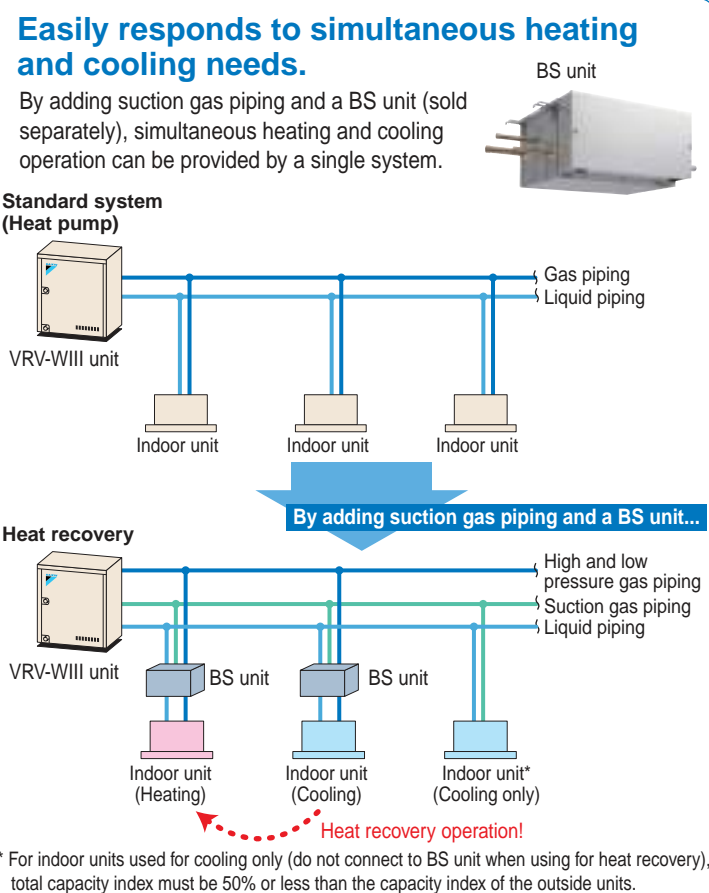 Easily responds to simultaneous heating
and cooling needs.
BS unit
By adding suction gas piping and a BS unit (sold
separately), simultaneous heating and cooling
operation can be provided by a single system.
Standard system
(Heat pump)
Gas piping
Liquid piping
VRV-WIII unit
Indoor unit
Indoor unit
Indoor unit
By adding suction gas piping and a BS unit...
Heat recovery
High and low
pressure gas piping
Suction gas piping
Liquid piping
VRV-WIII unit
BS unit
BS unit
Indoor unit
(Heating)
Indoor unit
(Cooling)
Indoor unit*
(Cooling only)
Heat recovery operation!
* For indoor units used for cooling only (do not connect to BS unit when using for heat recovery),
total capacity index must be 50% or less than the capacity index of the outside units.